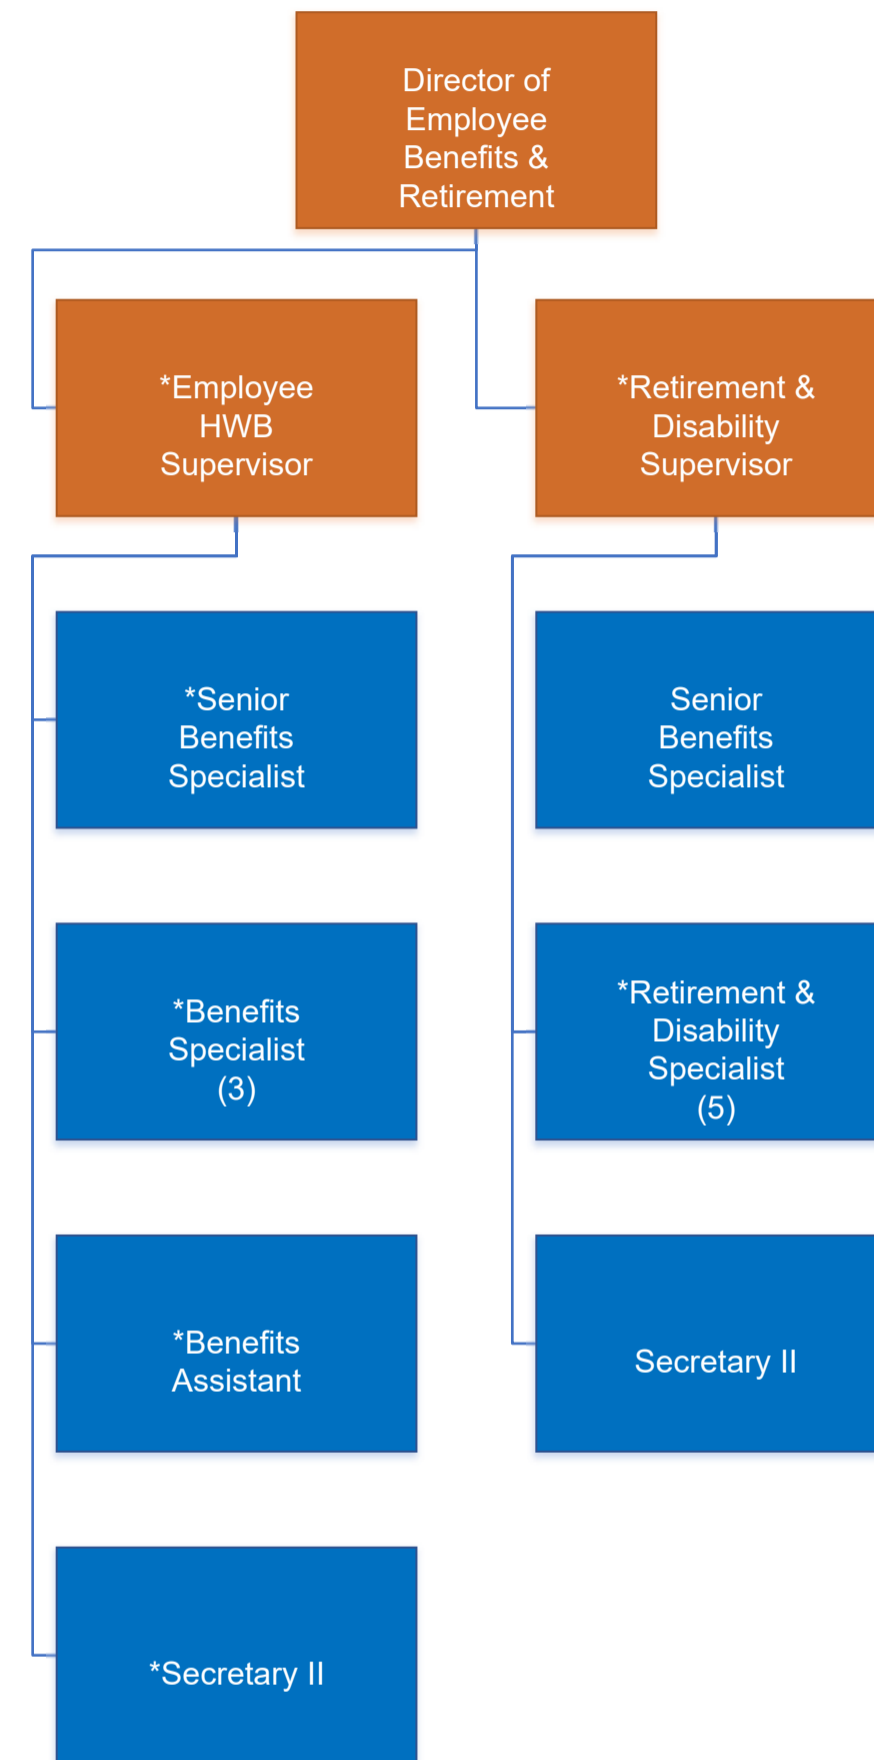 Director of
Employee
Benefits &
Retirement
*Employee
HWB
Supervisor
*Retirement &
Disability
Supervisor
*Senior
Benefits
Specialist
Senior
Benefits
Specialist
*Benefits
Specialist
(3)
*Retirement &
Disability
Specialist
(5)
*Benefits
Assistant
Secretary II
*Secretary II